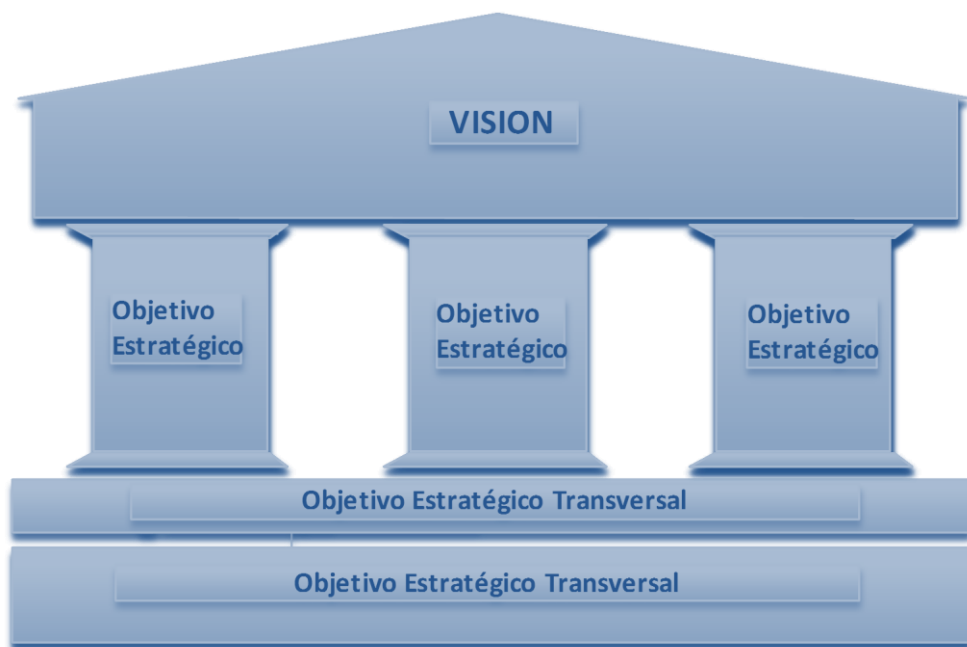 VISION
Objetivo
Estratégico
Objetivo
Estratégico
Objetivo
Estratégico
Objetivo Estratégico Transversal
Objetivo Estratégico Transversal